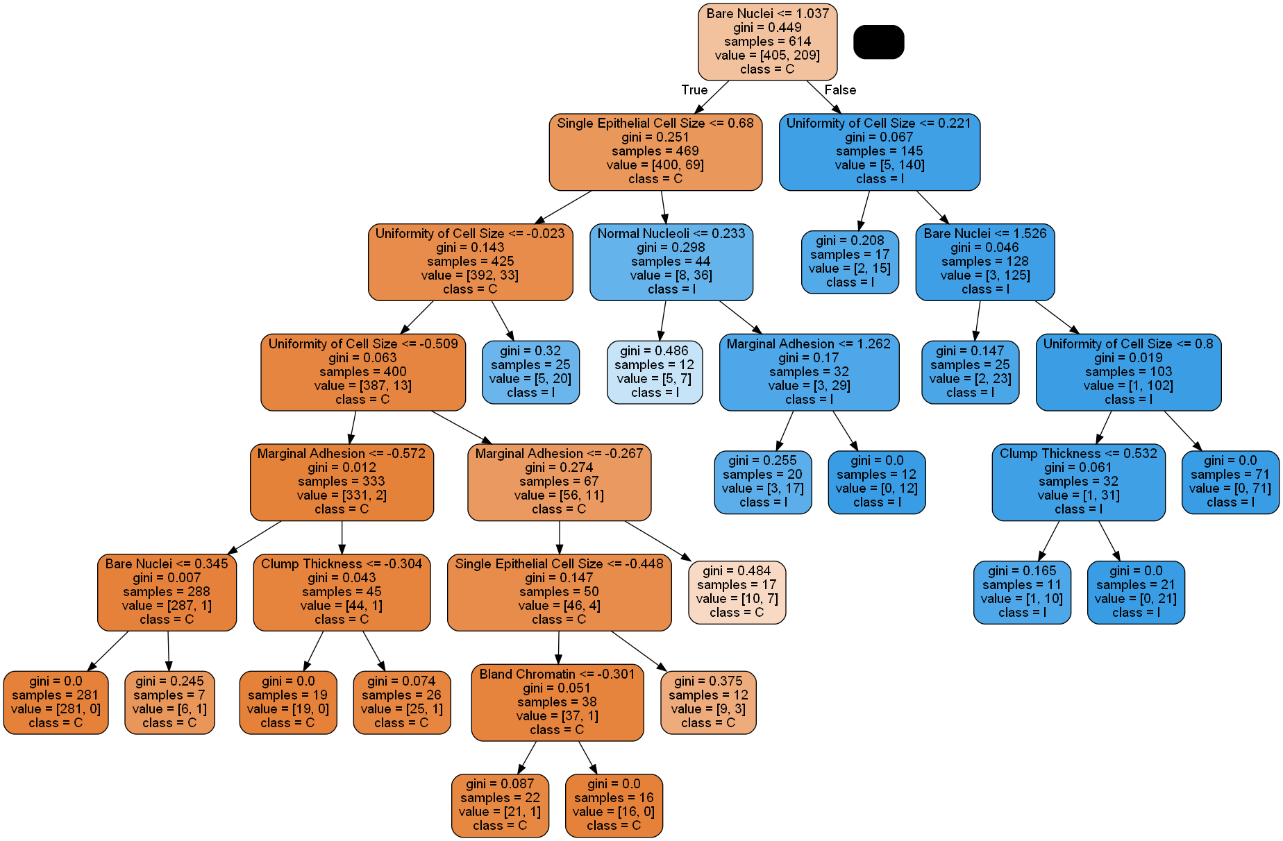 Bare Nuclei <= 1.037
gini = 0.449
samples = 614
value = [405, 209]
class = C
True
False
Single Epithelial Cell Size <= 0.68
gini = 0.251
samples = 469
value = [400, 69]
class = C
Uniformity of Cell Size <= 0.221
gini = 0.067
samples = 145
value = [5, 140]
class = I
Uniformity of Cell Size <= -0.023
gini = 0.143
samples = 425
value = [392, 33]
class = C
Normal Nucleoli <= 0.233
gini = 0.298
samples = 44
value = [8, 36]
class = I
gini = 0.208
samples = 17
value = [2, 15]
class = I
Bare Nuclei <= 1.526
gini = 0.046
samples = 128
value = [3, 125]
class = I
Uniformity of Cell Size <= -0.509
gini = 0.063
samples = 400
value = [387, 13]
class = C
gini = 0.32
samples = 25
value = [5, 20]
class = I
gini = 0.486
samples = 12
value = [5, 7]
class = I
Marginal Adhesion <= 1.262
gini = 0.17
samples = 32
value = [3, 29]
class = I
gini = 0.147
samples = 25
value = [2, 23]
class = I
Uniformity of Cell Size <= 0.8
gini = 0.019
samples = 103
value = [1, 102]
class = I
Marginal Adhesion <= -0.572
gini = 0.012
samples = 333
value = [331, 2]
class = C
Marginal Adhesion <= -0.267
gini = 0.274
samples = 67
value = [56, 11]
class = C
gini = 0.255
samples = 20
value = [3, 17]
class = I
gini = 0.0
samples = 12
value = [0, 12]
class = I
Clump Thickness <= 0.532
gini = 0.061
samples = 32
value = [1, 31]
class = I
gini = 0.0
samples = 71
value = [0, 71]
class = I
Bare Nuclei <= 0.345
gini = 0.007
samples = 288
value = [287, 1]
class = C
Clump Thickness <= -0.304
gini = 0.043
samples = 45
value = [44, 1]
class = C
Single Epithelial Cell Size <= -0.448
gini = 0.147
samples = 50
value = [46, 4]
class = C
gini = 0.484
samples = 17
value = [10, 7]
class = C
gini = 0.165
samples = 11
value = [1, 10]
class = I
gini = 0.0
samples = 21
value = [0, 21]
class = I
gini = 0.0
samples = 281
value = [281, 0]
class = C
gini = 0.245
samples = 7
value = [6, 1]
class = C
gini = 0.0
samples = 19
value = [19, 0]
class = C
gini = 0.074
samples = 26
value = [25, 1]
class = C
Bland Chromatin <= -0.301
gini = 0.051
samples = 38
value = [37, 1]
class = C
gini = 0.375
samples = 12
value = [9, 3]
class = C
gini = 0.087
samples = 22
value = [21, 1]
class = C
gini = 0.0
samples = 16
value = [16, 0]
class = C